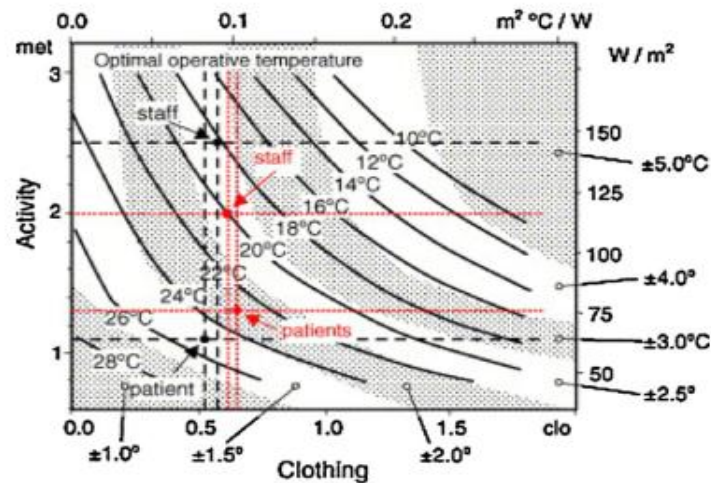 0.0 0.1 0.2 m² °C / W
met W / m²
Optimal operative temperature
3
staff
150
10°C
140
±5.0°C
staff
12°C
14°C
125
2
16°C
18°C
20°C
100
±4.0°C
22°C
24°C
75
patients
26°C
±3.0°C
1
28°C
patient
50
±2.5°
0.0 0.5 1.0 1.5 clo
±1.0° ±1.5° ±2.0°
Activity
Clothing